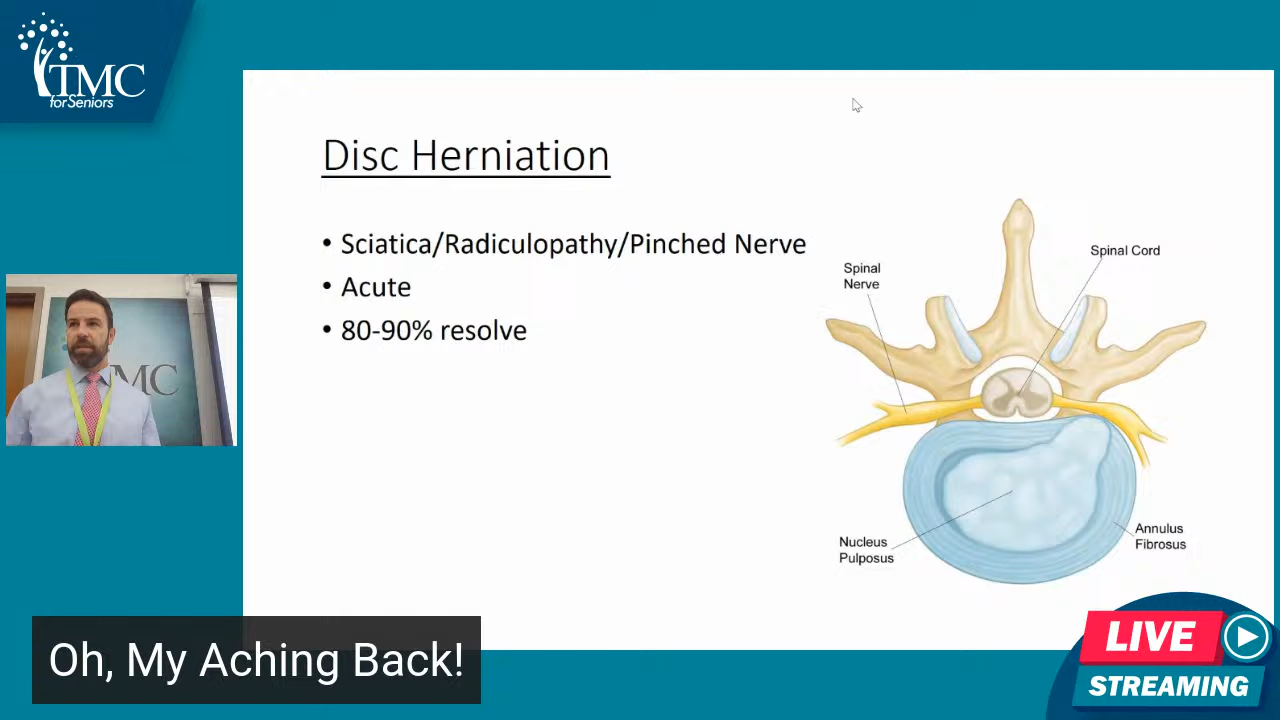 TMC
for Seniors
Disc Herniation
• Sciatica/Radiculopathy/Pinched Nerve
• Acute
• 80-90% resolve
Spinal Cord
Spinal
Nerve
Nucleus
Pulposus
Annulus
Fibrosus
TMC
Oh, My Aching Back!
LIVE
STREAMING